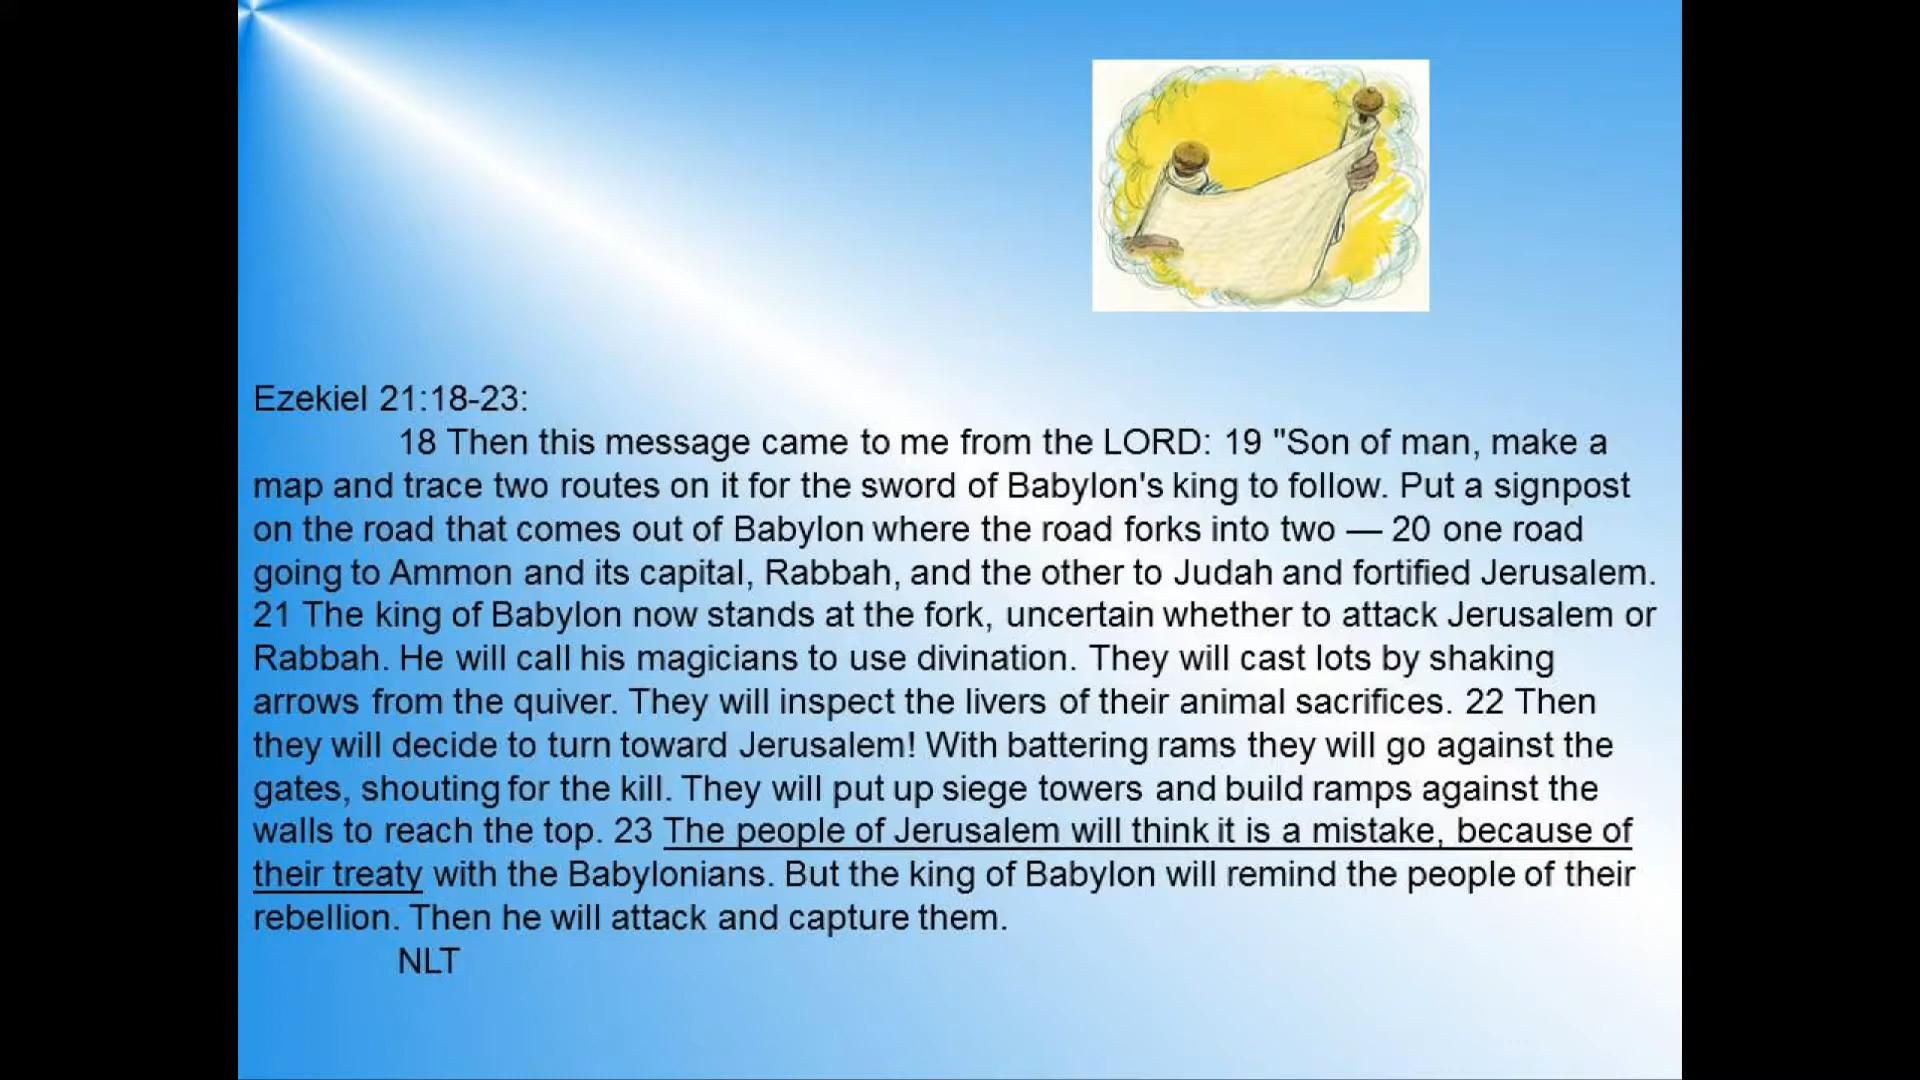 Ezekiel 21:18-23:
18 Then this message came to me from the LORD: 19 "Son of man, make a
map and trace two routes on it for the sword of Babylon's king to follow. Put a signpost
on the road that comes out of Babylon where the road forks into two — 20 one road
going to Ammon and its capital, Rabbah, and the other to Judah and fortified Jerusalem.
21 The king of Babylon now stands at the fork, uncertain whether to attack Jerusalem or
Rabbah. He will call his magicians to use divination. They will cast lots by shaking
arrows from the quiver. They will inspect the livers of their animal sacrifices. 22 Then
they will decide to turn toward Jerusalem! With battering rams they will go against the
gates, shouting for the kill. They will put up siege towers and build ramps against the
walls to reach the top. 23 The people of Jerusalem will think it is a mistake, because of
their treaty with the Babylonians. But the king of Babylon will remind the people of their
rebellion. Then he will attack and capture them.
NLT